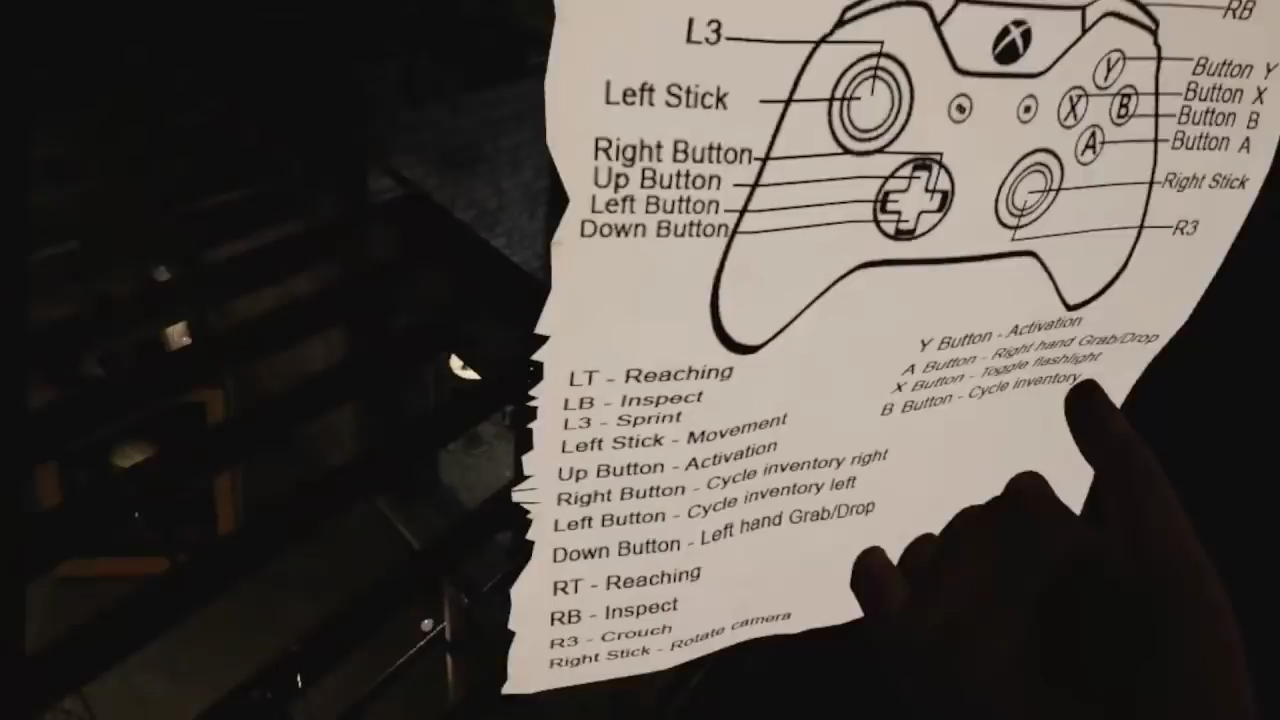 RB
L3
Button Y
Left Stick
Button X
Button B
Button A
Right Button
Up Button
Right Stick
Left Button
Down Button
R3
Y
X
B
A
Y Button - Activation
A Button - Right hand Grab/Drop
X Button - Toggle flashlight
B Button - Cycle inventory
LT - Reaching
LB - Inspect
L3 - Sprint
Left Stick - Movement
Up Button - Activation
Right Button - Cycle inventory right
Left Button - Cycle inventory left
Down Button - Left hand Grab/Drop
RT - Reaching
RB - Inspect
R3 - Crouch
Right Stick - Rotate camera